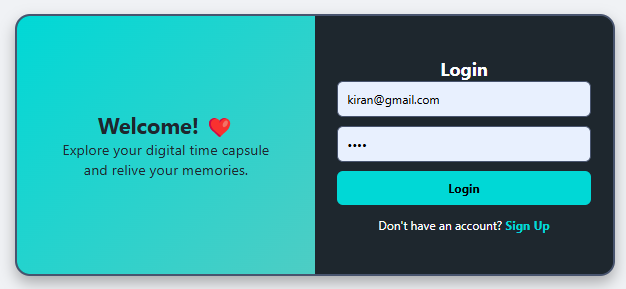 Welcome! ❤️
Explore your digital time capsule
and relive your memories.
Login
kiran@gmail.com
••••
Login
Don't have an account? Sign Up